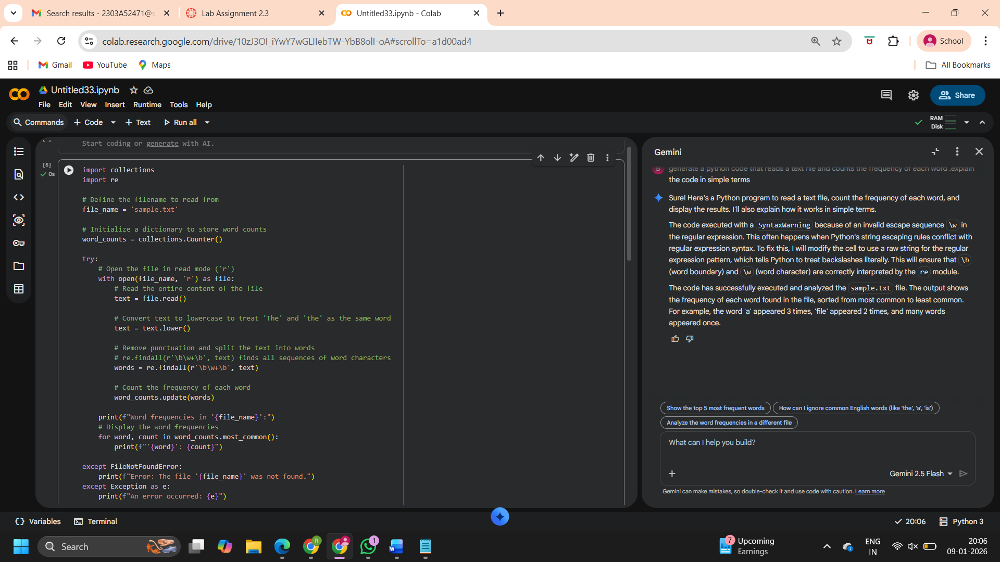 Search results - 2303A52471@s
Lab Assignment 2.3
Untitled33.ipynb - Colab
School
Gmail
YouTube
Maps
All Bookmarks
CO
Untitled33.ipynb
File Edit View Insert Runtime Tools Help
Share
Commands
+ Code
+ Text
Run all
RAM
Disk
[ ]
Start coding or generate with AI.
[6]
0s
import collections
import re
# Define the filename to read from
file_name = 'sample.txt'
# Initialize a dictionary to store word counts
word_counts = collections.Counter()
try:
# Open the file in read mode ('r')
with open(file_name, 'r') as file:
# Read the entire content of the file
text = file.read()
# Convert text to lowercase to treat 'The' and 'the' as the same word
text = text.lower()
# Remove punctuation and split the text into words
# re.findall(r'\b\w+\b', text) finds all sequences of word characters
words = re.findall(r'\b\w+\b', text)
# Count the frequency of each word
word_counts.update(words)
print(f"Word frequencies in '{file_name}':")
# Display the word frequencies
for word, count in word_counts.most_common():
print(f"'{word}': {count}")
except FileNotFoundError:
print(f"Error: The file '{file_name}' was not found.")
except Exception as e:
print(f"An error occurred: {e}")
Gemini
B
generate a python code that reads a text file and counts the frequency of each word .explain
the code in simple terms
Sure! Here's a Python program to read a text file, count the frequency of each word, and
display the results. I'll also explain how it works in simple terms.
The code executed with a SyntaxWarning because of an invalid escape sequence \w in
the regular expression. This often happens when Python's string escaping rules conflict with
regular expression syntax. To fix this, I will modify the cell to use a raw string for the regular
expression pattern, which tells Python to treat backslashes literally. This will ensure that \b
(word boundary) and \w (word character) are correctly interpreted by the re module.
The code has successfully executed and analyzed the sample.txt file. The output shows
the frequency of each word found in the file, sorted from most common to least common.
For example, the word 'a' appeared 3 times, 'file' appeared 2 times, and many words
appeared once.
Show the top 5 most frequent words
How can I ignore common English words (like 'the', 'a', 'is')
Analyze the word frequencies in a different file
What can I help you build?
Gemini 2.5 Flash
Gemini can make mistakes, so double-check it and use code with caution. Learn more
{} Variables
Terminal
20:06
Python 3
Search
R
1
W
7
Upcoming
Earnings
ENG
IN
20:06
09-01-2026